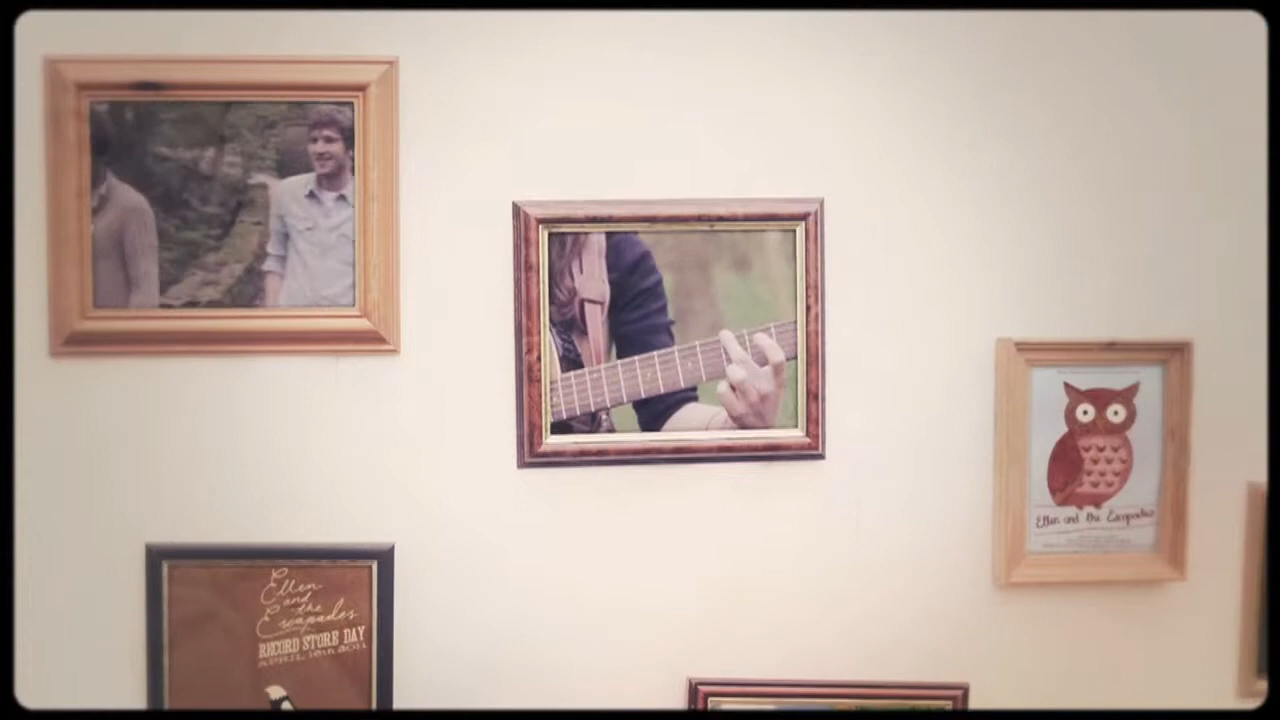 Ellen and the Escapades
Ellen
and
the
Escapades
RECORD STORE DAY
APRIL 16th 2011